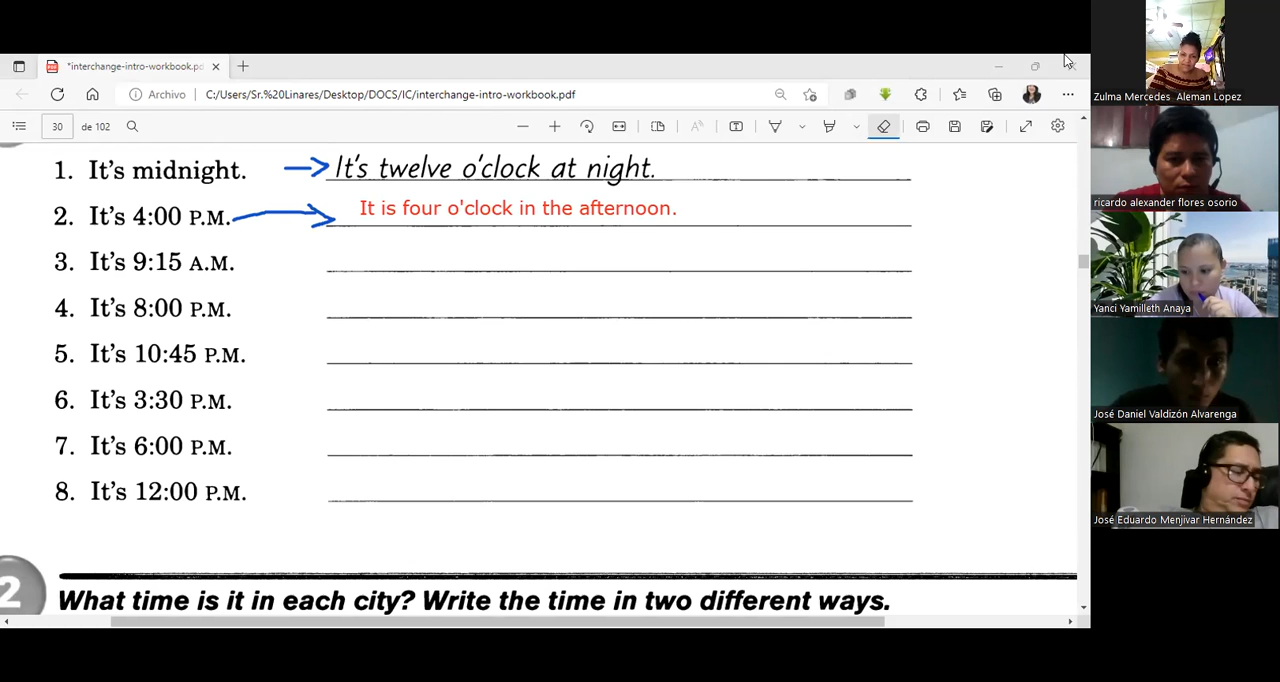 *interchange-intro-workbook.pd
Archivo C:/Users/Sr.%20Linares/Desktop/DOCS/IC/interchange-intro-workbook.pdf
30 de 102
1. It's midnight. It's twelve o'clock at night.
2. It's 4:00 P.M. It is four o'clock in the afternoon.
3. It's 9:15 A.M.
4. It's 8:00 P.M.
5. It's 10:45 P.M.
6. It's 3:30 P.M.
7. It's 6:00 P.M.
8. It's 12:00 P.M.
2 What time is it in each city? Write the time in two different ways.
Zulma Mercedes Aleman Lopez
ricardo alexander flores osorio
Yanci Yamilleth Anaya
José Daniel Valdizón Alvarenga
José Eduardo Menjivar Hernández